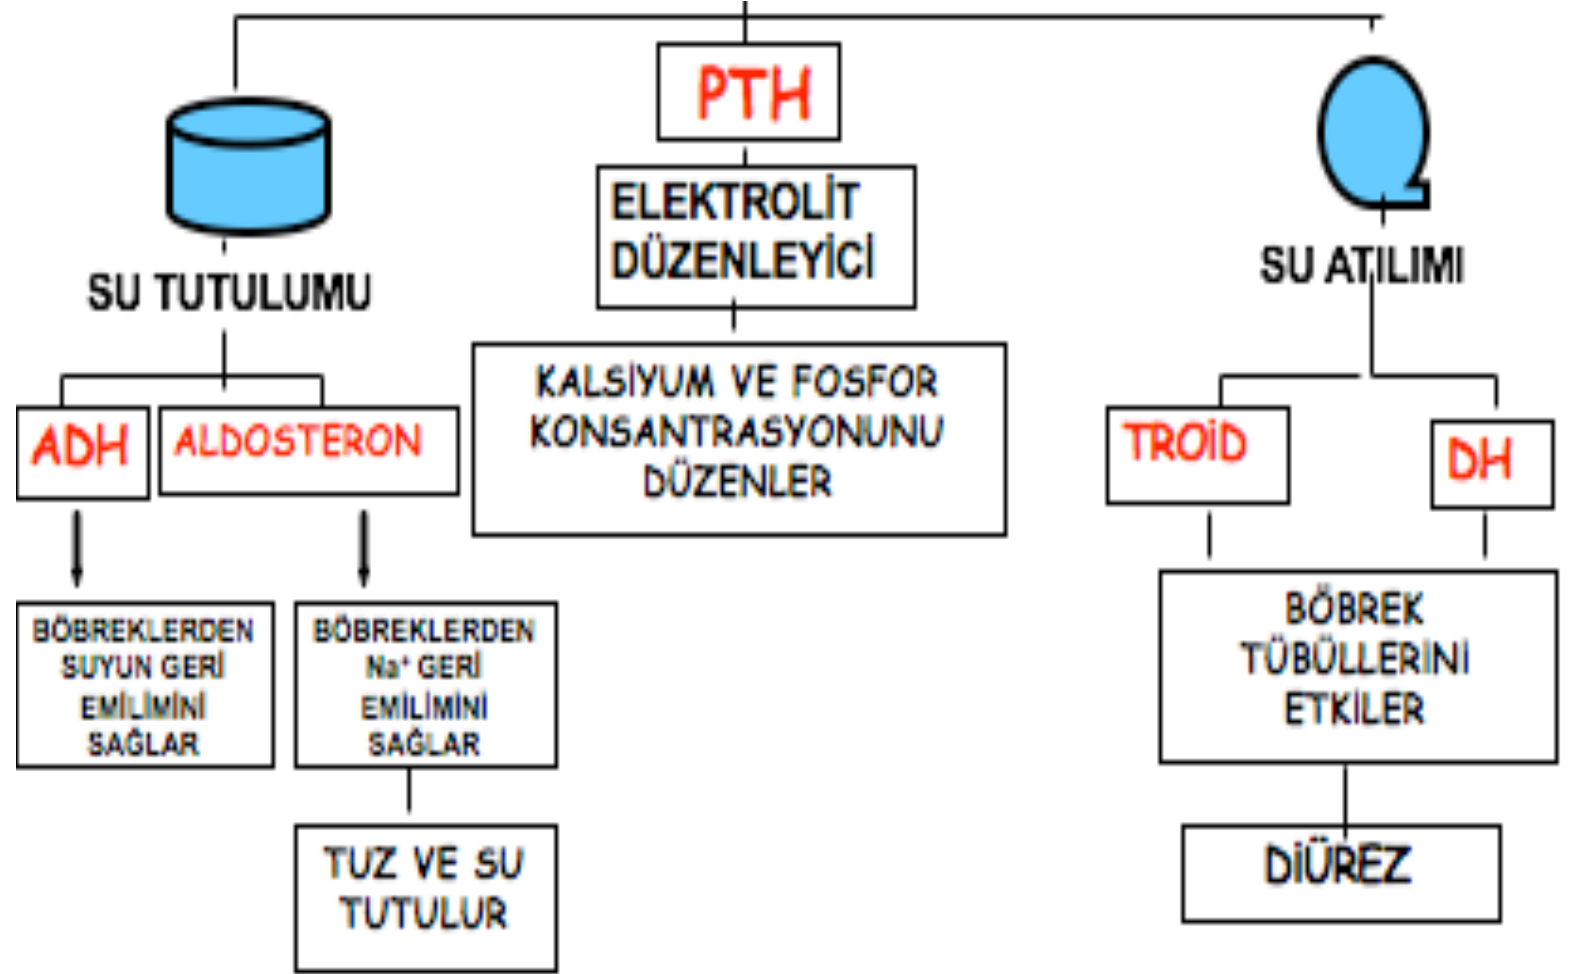 PTH
ELEKTROLİT
DÜZENLEYİCİ
SU TUTULUMU
SU ATILIMI
KALSİYUM VE FOSFOR
KONSANTRASYONUNU
DÜZENLER
ADH
ALDOSTERON
TROİD
DH
BÖBREKLERDEN
SUYUN GERİ
EMİLİMİNİ
SAĞLAR
BÖBREKLERDEN
Na⁺ GERİ
EMİLİMİNİ
SAĞLAR
BÖBREK
TÜBÜLLERİNİ
ETKİLER
TUZ VE SU
TUTULUR
DİÜREZ